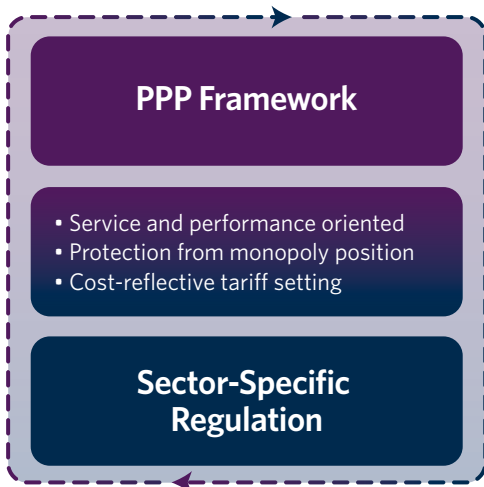 PPP Framework
• Service and performance oriented
• Protection from monopoly position
• Cost-reflective tariff setting
Sector-Specific
Regulation